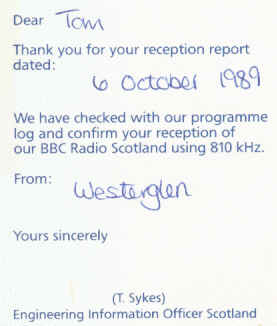 Dear Tom
Thank you for your reception report
dated:
6 October 1989
We have checked with our programme
log and confirm your reception of
our BBC Radio Scotland using 810 kHz.
From:
Westerglen
Yours sincerely
(T. Sykes)
Engineering Information Officer Scotland